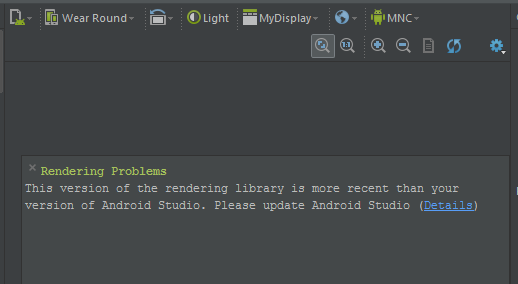 Wear Round Light MyDisplay MNC
1:1
Rendering Problems
This version of the rendering library is more recent than your
version of Android Studio. Please update Android Studio (Details)